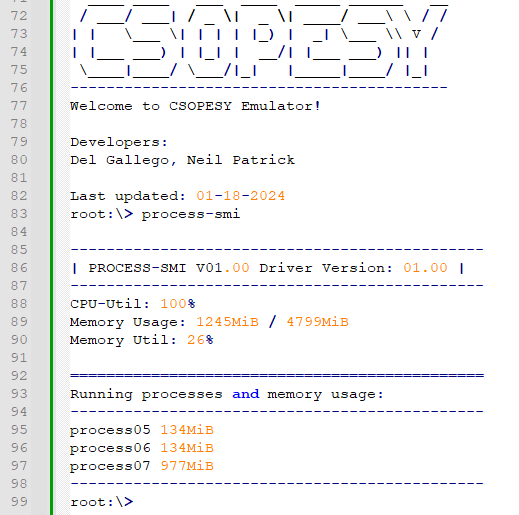 72  / ___/ ___| / _ \|  _ \| ____/ ___\ \ / /
73 | |   \___ \| | | | |_) |  _| \___ \\ V /
74 | |___ ___) | |_| |  __/| |___ ___) || |
75  \____|____/ \___/|_|   |_____|____/ |_|
76 ------------------------------------------
77 Welcome to CSOPESY Emulator!
78
79 Developers:
80 Del Gallego, Neil Patrick
81
82 Last updated: 01-18-2024
83 root:\> process-smi
84
85 ----------------------------------------------
86 | PROCESS-SMI V01.00 Driver Version: 01.00 |
87 ----------------------------------------------
88 CPU-Util: 100%
89 Memory Usage: 1245MiB / 4799MiB
90 Memory Util: 26%
91
92 ==============================================
93 Running processes and memory usage:
94 ----------------------------------------------
95 process05 134MiB
96 process06 134MiB
97 process07 977MiB
98 ----------------------------------------------
99 root:\>